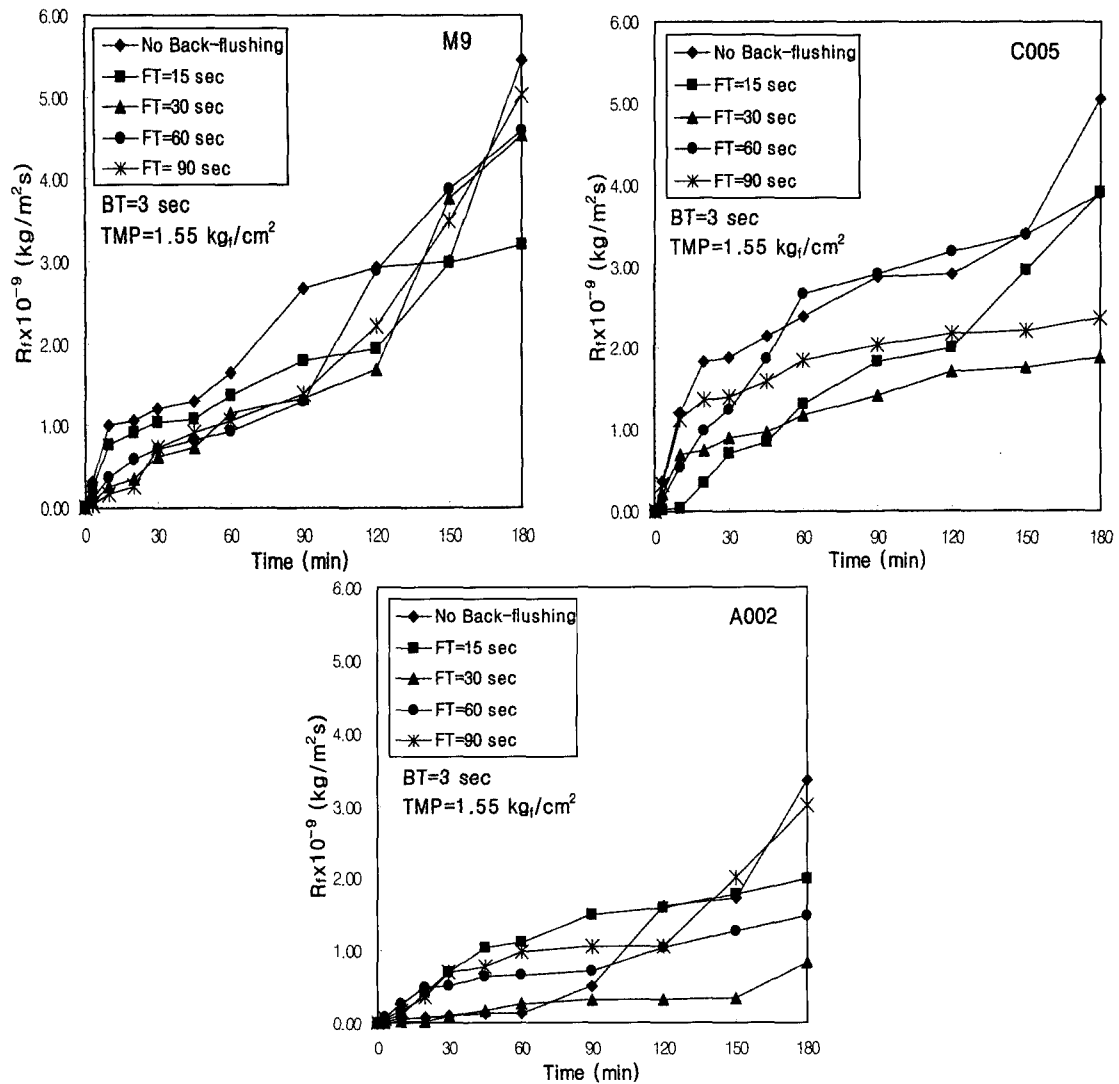 M9
No Back-flushing
FT=15 sec
FT=30 sec
FT=60 sec
FT= 90 sec
BT=3 sec
TMP=1.55 kgf/cm²
Rfx10⁻⁹ (kg/m²s)
6.00
5.00
4.00
3.00
2.00
1.00
0.00
0 30 60 90 120 150 180
Time (min)
C005
No Back-flushing
FT=15 sec
FT=30 sec
FT=60 sec
FT=90 sec
BT=3 sec
TMP=1.55 kgf/cm²
Rfx10⁻⁹ (kg/m²s)
6.00
5.00
4.00
3.00
2.00
1.00
0.00
0 30 60 90 120 150 180
Time (min)
A002
No Back-flushing
FT=15 sec
FT=30 sec
FT=60 sec
FT=90 sec
BT=3 sec
TMP=1.55 kgf/cm²
Rfx10⁻⁹ (kg/m²s)
6.00
5.00
4.00
3.00
2.00
1.00
0.00
0 30 60 90 120 150 180
Time (min)